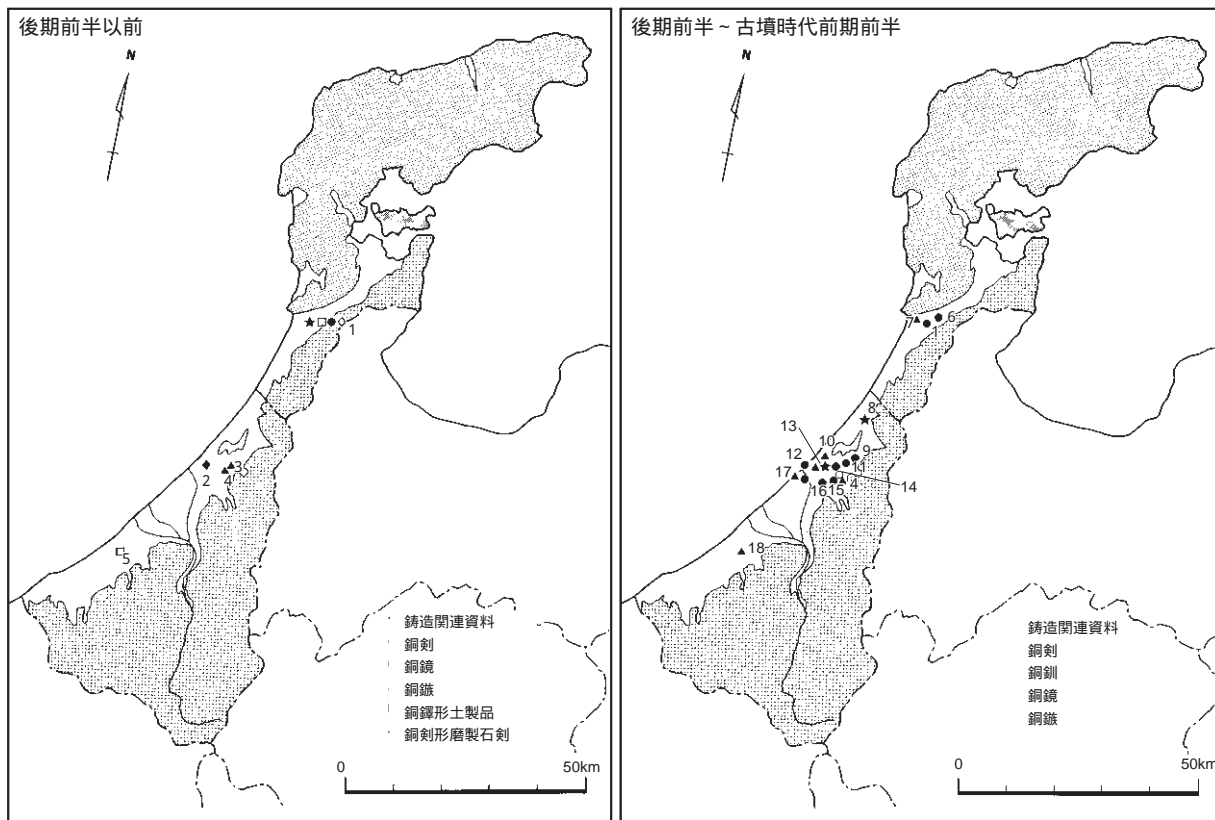 後期前半以前
N
1
2
3
4
5
鋳造関連資料
銅剣
銅鏡
銅鏃
銅鐸形土製品
銅剣形磨製石剣
0 50km
後期前半~古墳時代前期前半
N
7
6
1
8
13
10
12
9
11
17
14
16
15
4
18
鋳造関連資料
銅剣
銅釧
銅鏡
銅鏃
0 50km